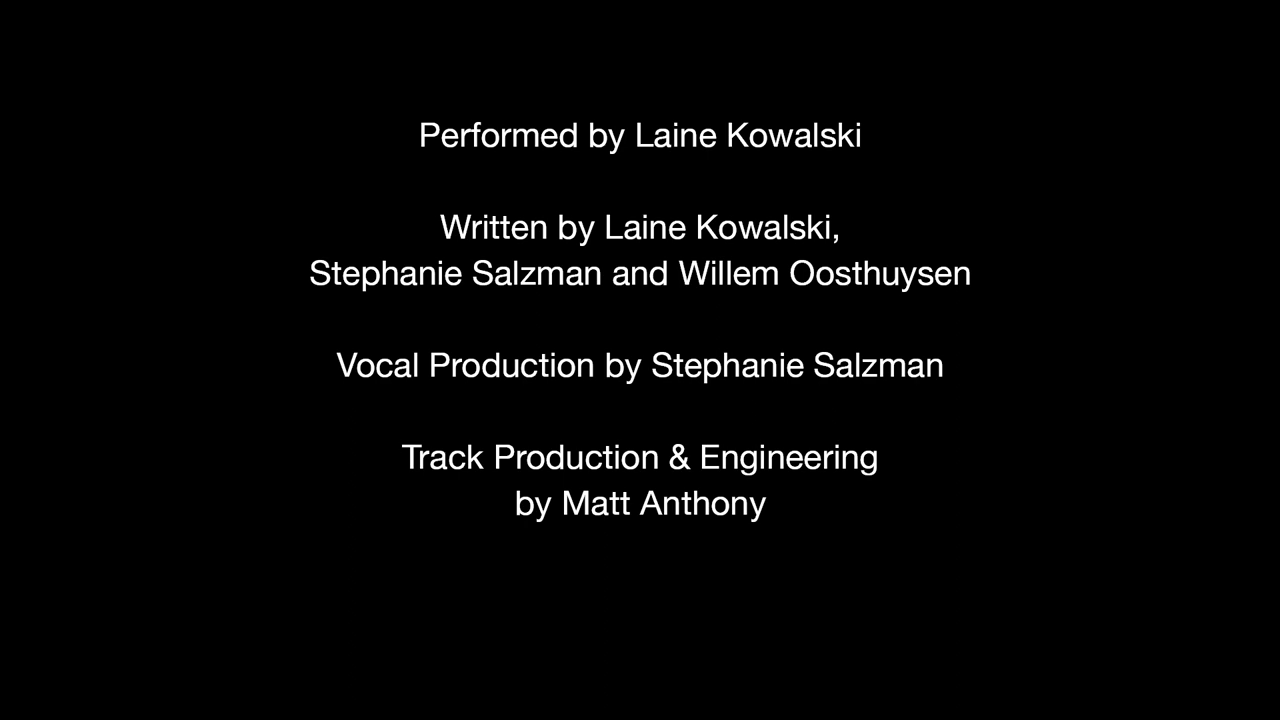 Performed by Laine Kowalski
Written by Laine Kowalski,
Stephanie Salzman and Willem Oosthuysen
Vocal Production by Stephanie Salzman
Track Production & Engineering
by Matt Anthony